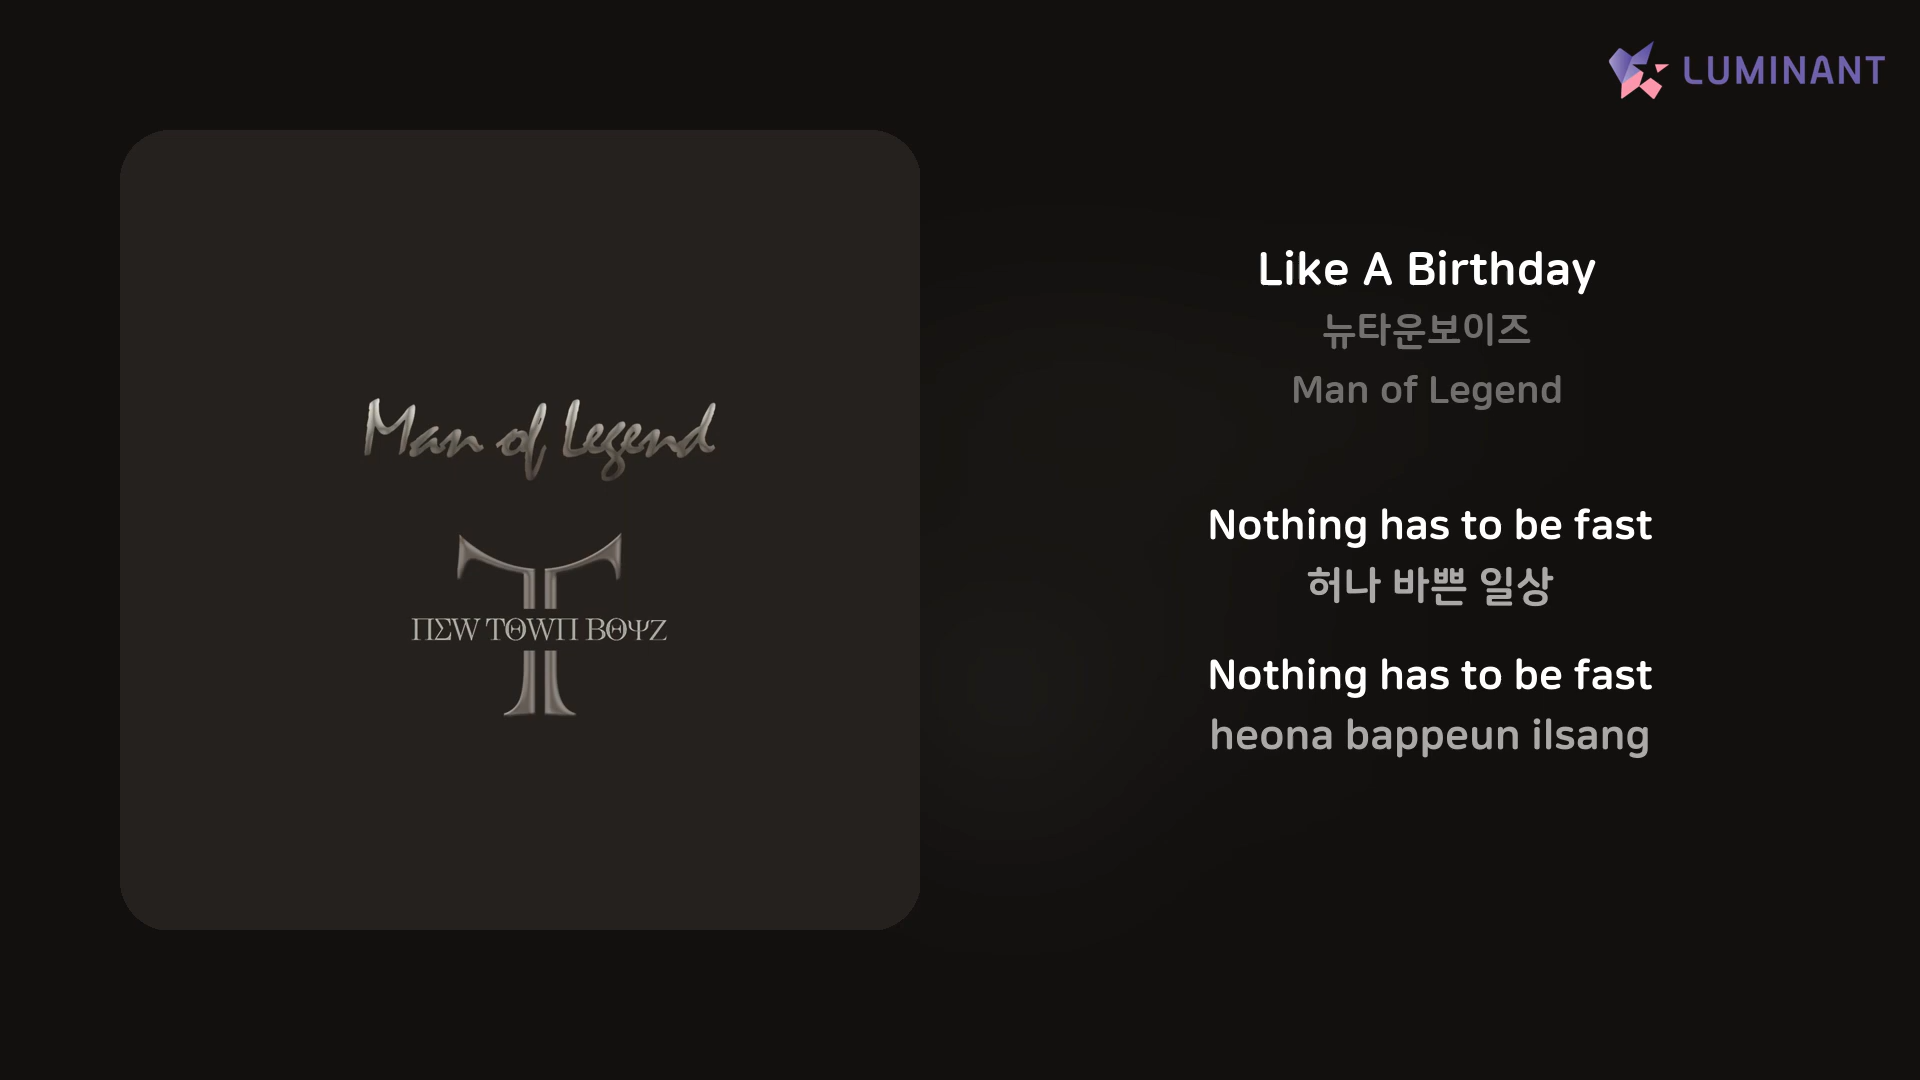 LUMINANT
Man of Legend
ΠΣW TΘWΠ BΘΨZ
Like A Birthday
뉴타운보이즈
Man of Legend
Nothing has to be fast
허나 바쁜 일상
Nothing has to be fast
heona bappeun ilsang